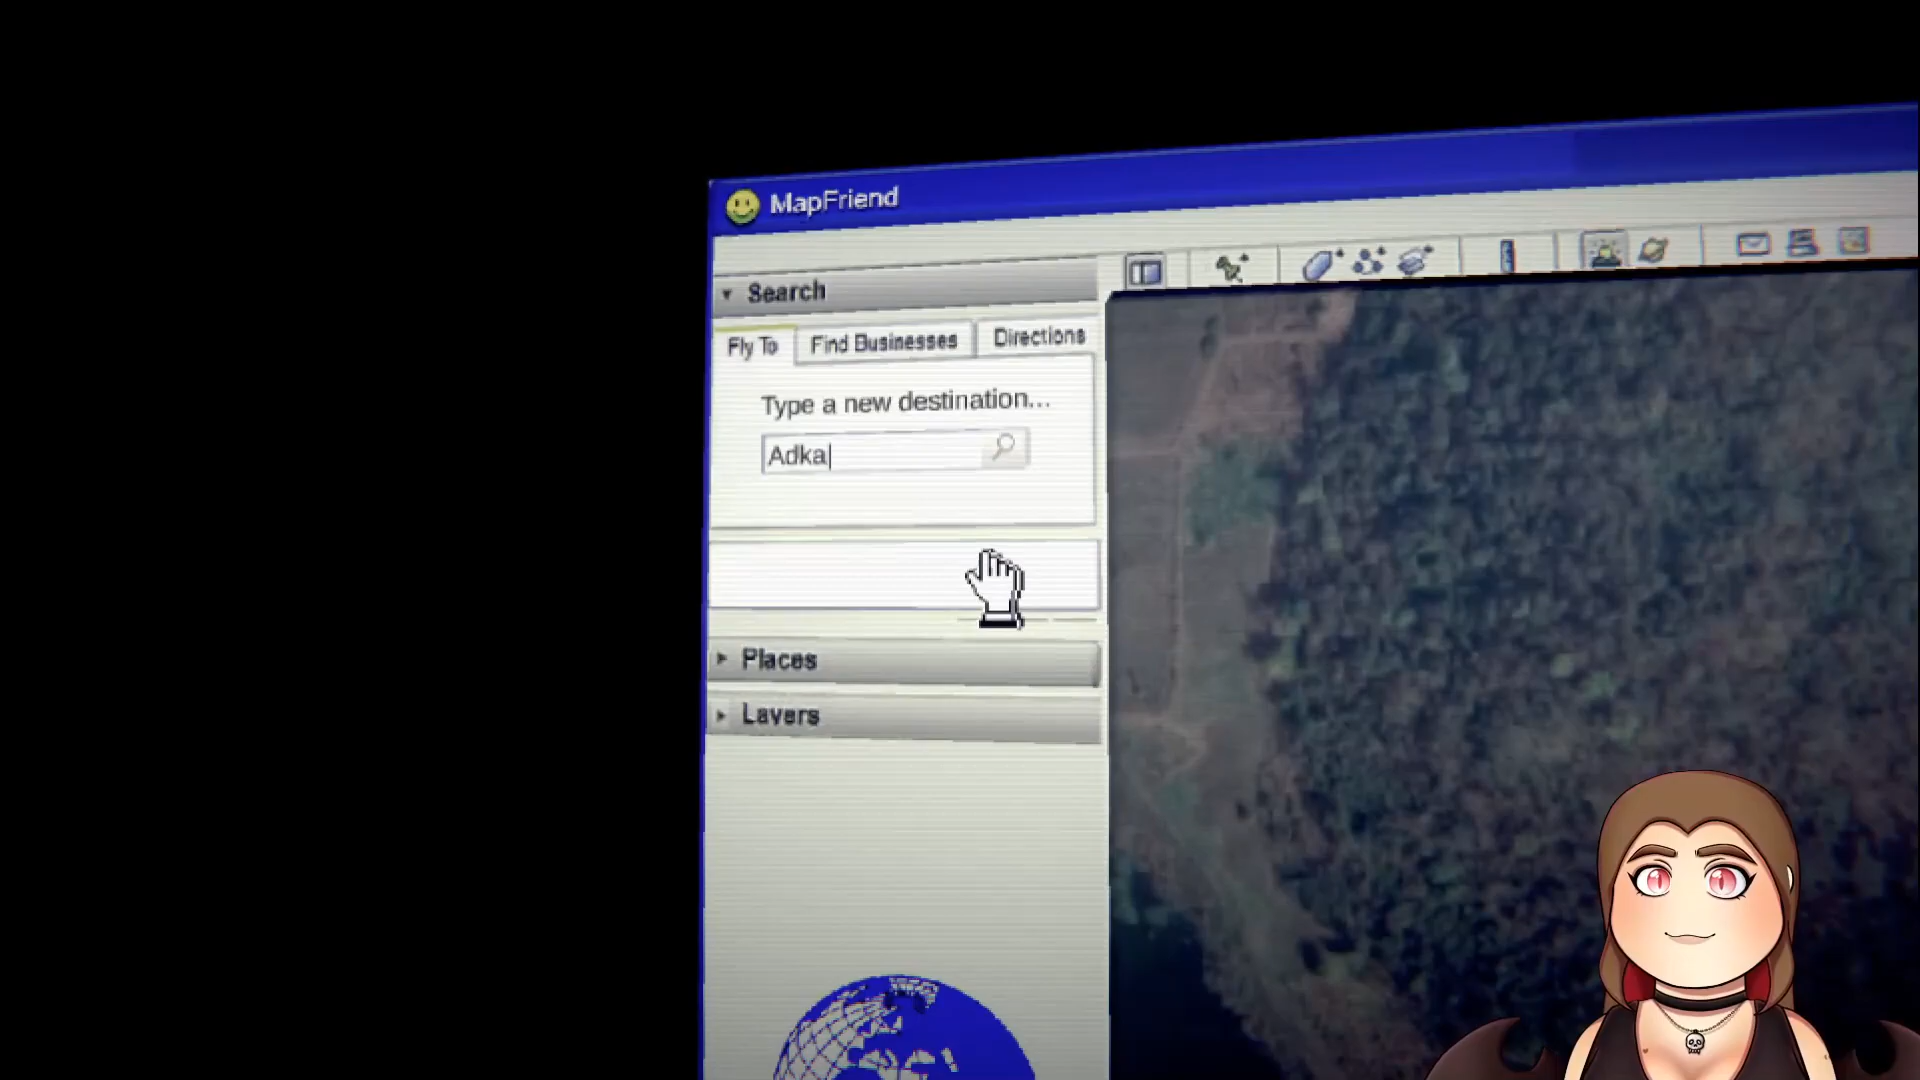 MapFriend
Search
Fly To
Find Businesses
Directions
Type a new destination...
Adka
Places
Layers